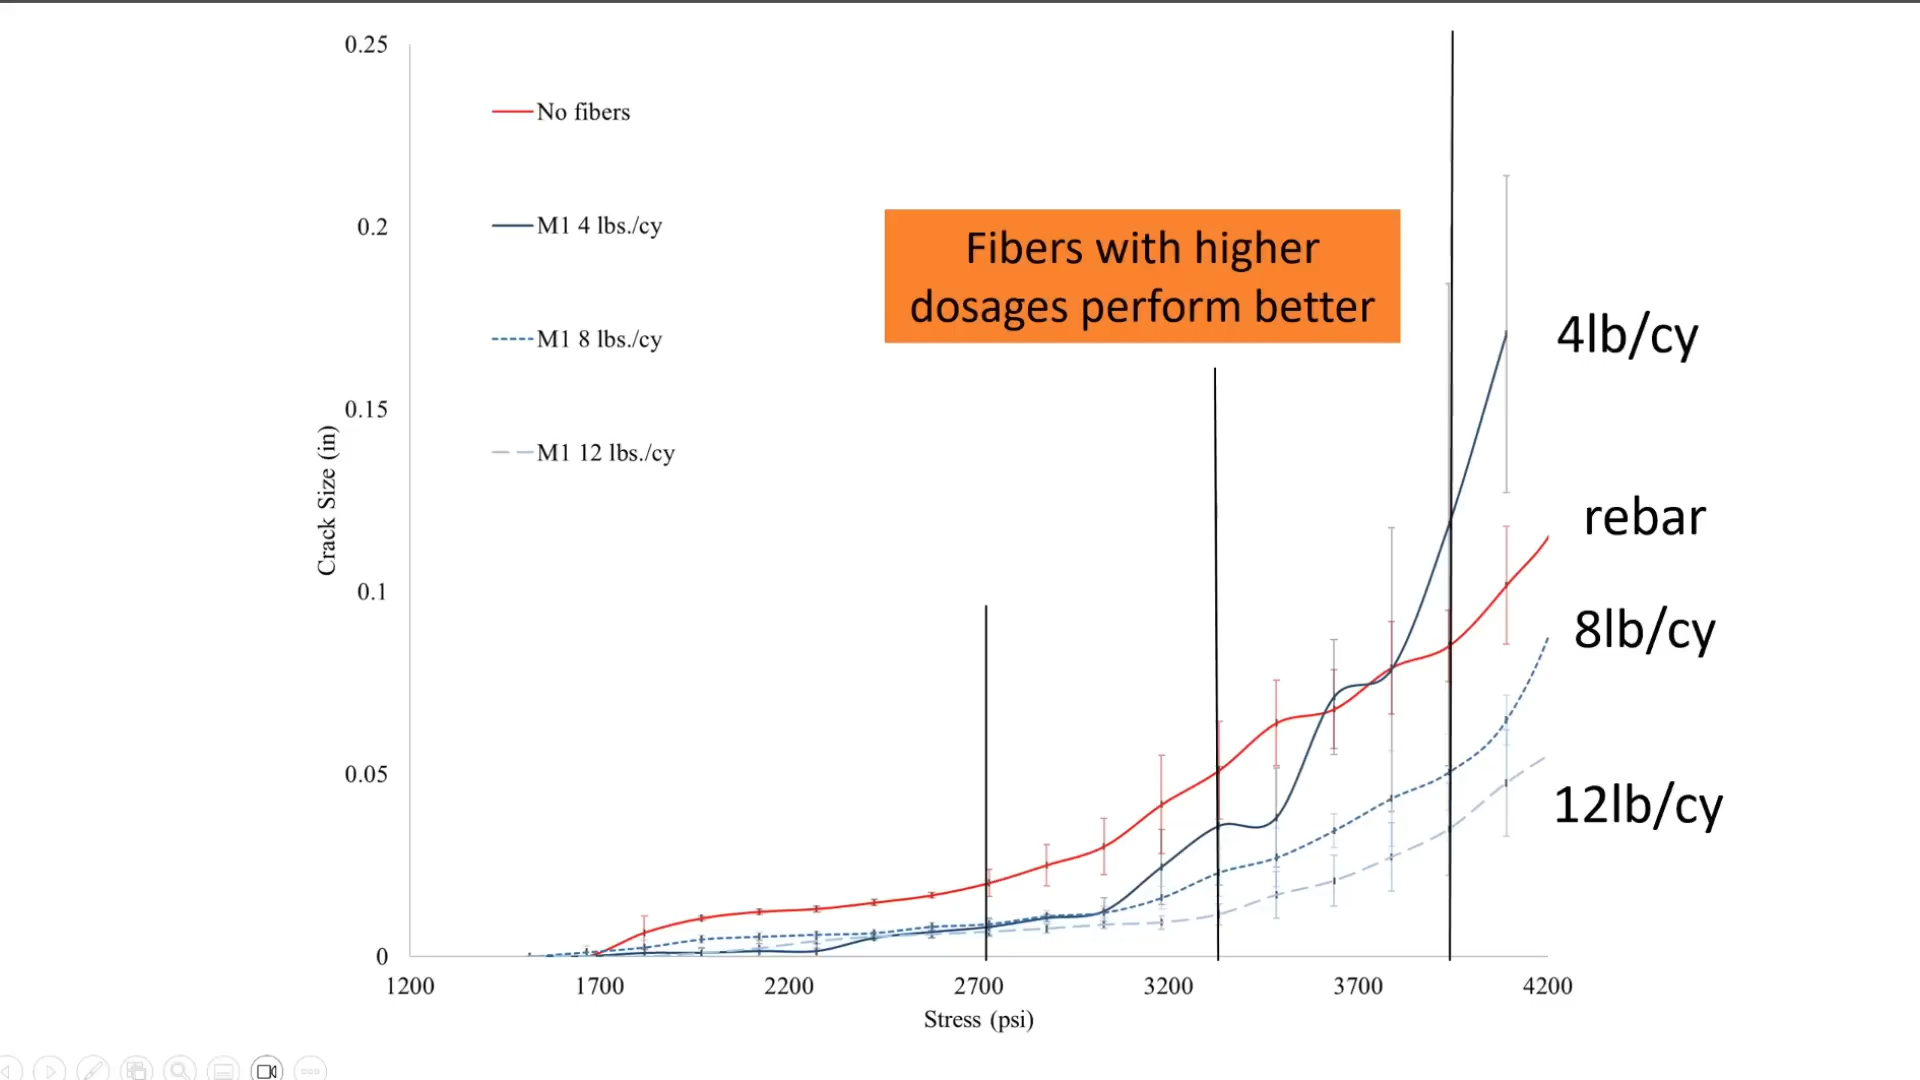 0.25
0.2
0.15
0.1
0.05
0
Crack Size (in)
No fibers
M1 4 lbs./cy
M1 8 lbs./cy
M1 12 lbs./cy
Fibers with higher
dosages perform better
4lb/cy
rebar
8lb/cy
12lb/cy
1200 1700 2200 2700 3200 3700 4200
Stress (psi)